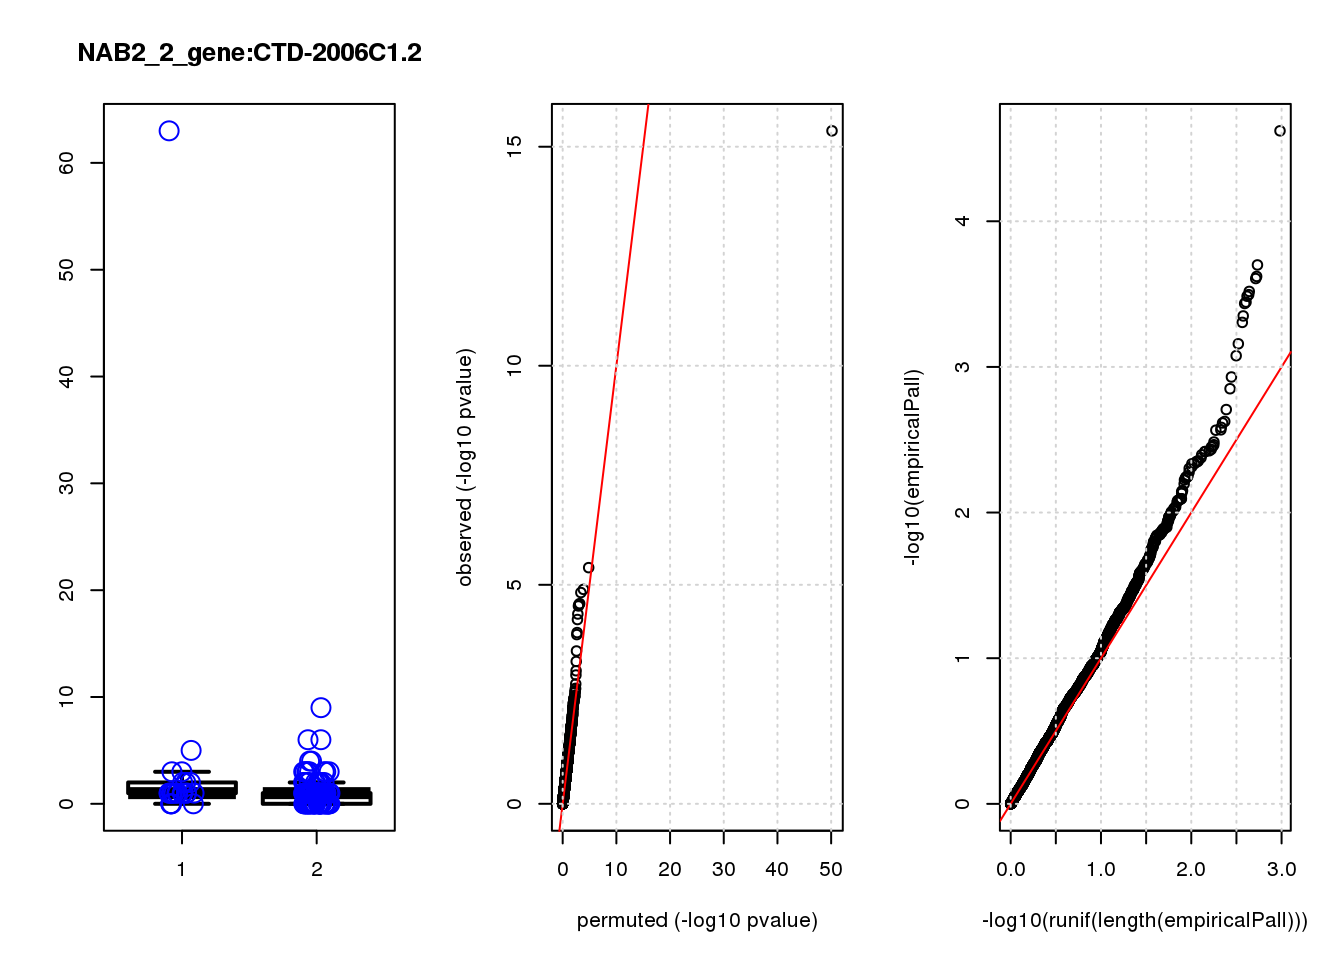 NAB2_2_gene:CTD-2006C1.2
60
50
40
30
20
10
0
1 2
observed (-log10 pvalue)
15
10
5
0
0 10 20 30 40 50
permuted (-log10 pvalue)
-log10(empiricalPall)
4
3
2
1
0
0.0 1.0 2.0 3.0
-log10(runif(length(empiricalPall)))